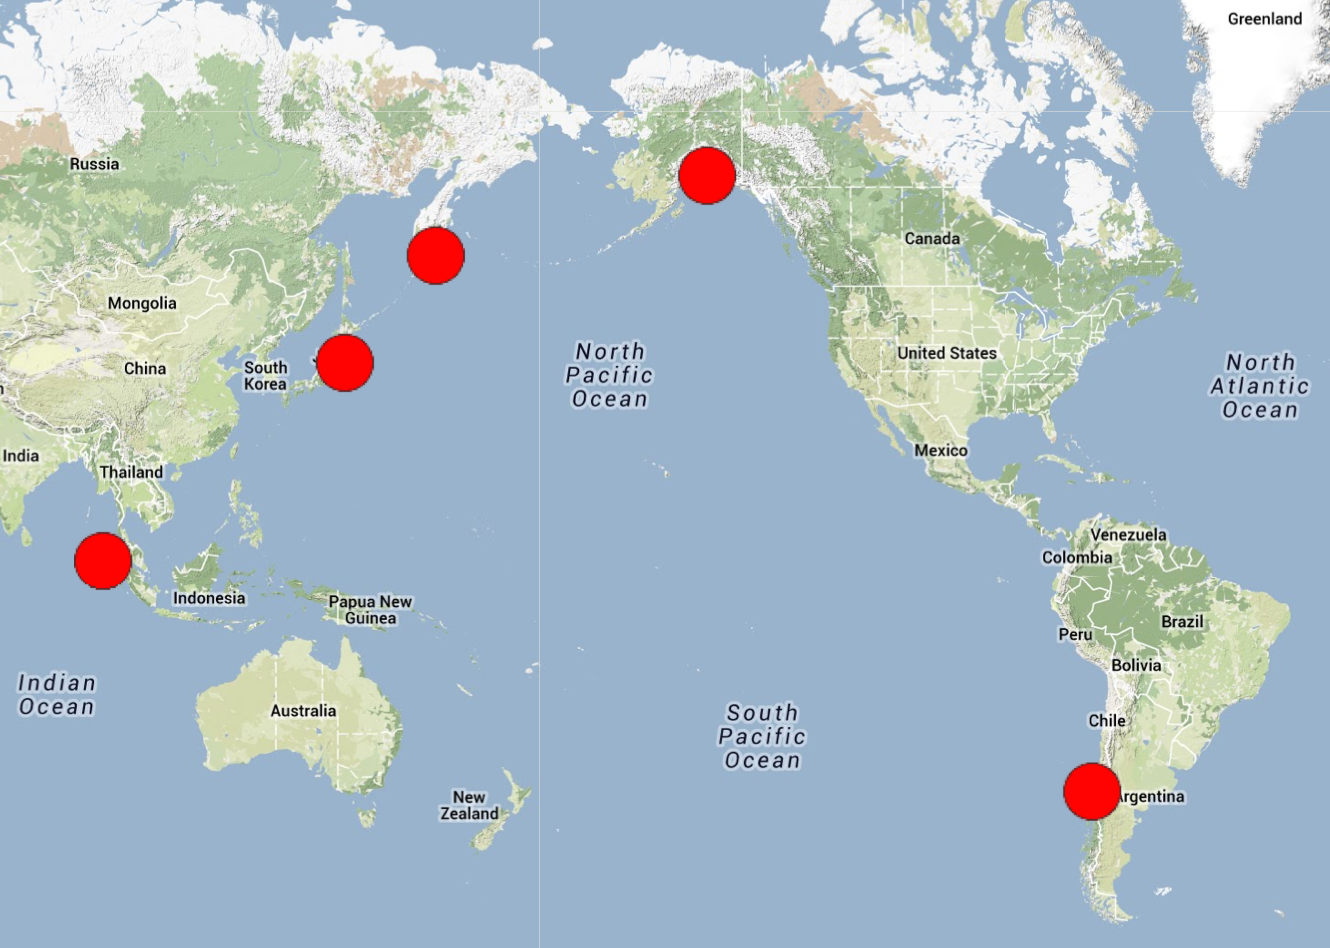 Greenland
Russia
Canada
Mongolia
North
Pacific
Ocean
United States
North
Atlantic
Ocean
China
South
Korea
India
Thailand
Mexico
Venezuela
Colombia
Indonesia
Papua New
Guinea
Brazil
Peru
Bolivia
Indian
Ocean
Australia
South
Pacific
Ocean
Chile
New
Zealand
rgentina